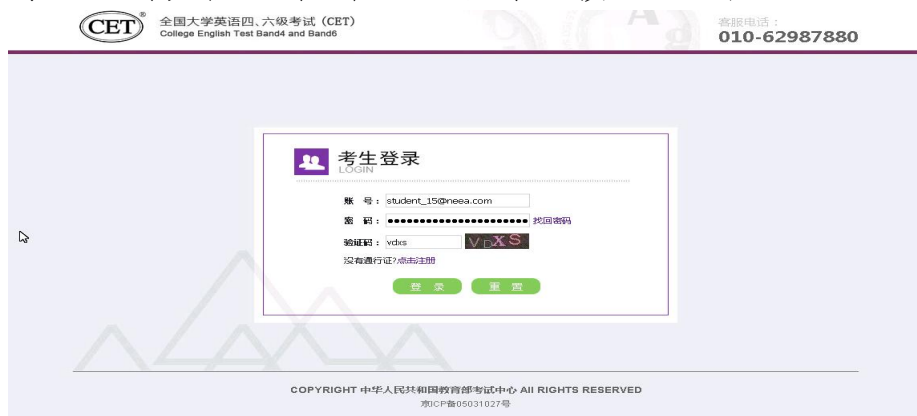 CET®
全国大学英语四、六级考试（CET）
College English Test Band4 and Band6
客服电话：
010-62987880
考生登录
LOGIN
账 号：student_15@neea.com
密 码：●●●●●●●●●●●●●●●●●●●●●● 找回密码
验证码：vdxs VDXS
没有通行证?点击注册
登 录 重 置
COPYRIGHT 中华人民共和国教育部考试中心 All RIGHTS RESERVED
京ICP备05031027号